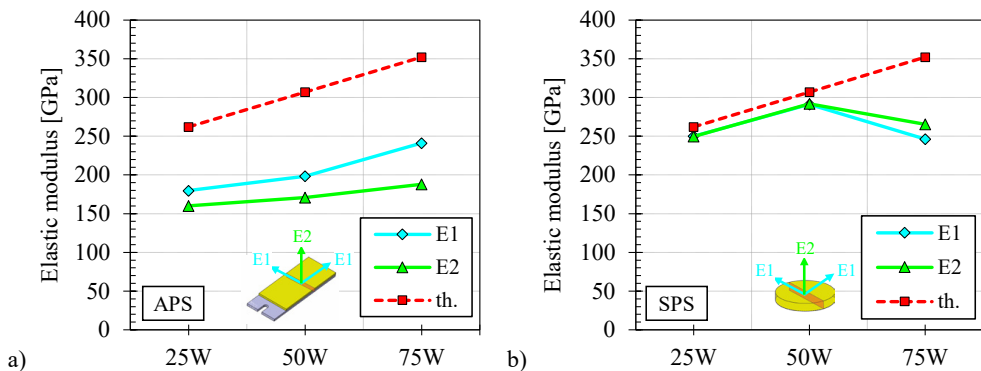 400
350
300
250
200
150
100
50
0
Elastic modulus [GPa]
E2
E1
E1
E1
E2
th.
APS
25W
50W
75W
a)
400
350
300
250
200
150
100
50
0
Elastic modulus [GPa]
E2
E1
E1
E1
E2
th.
SPS
25W
50W
75W
b)